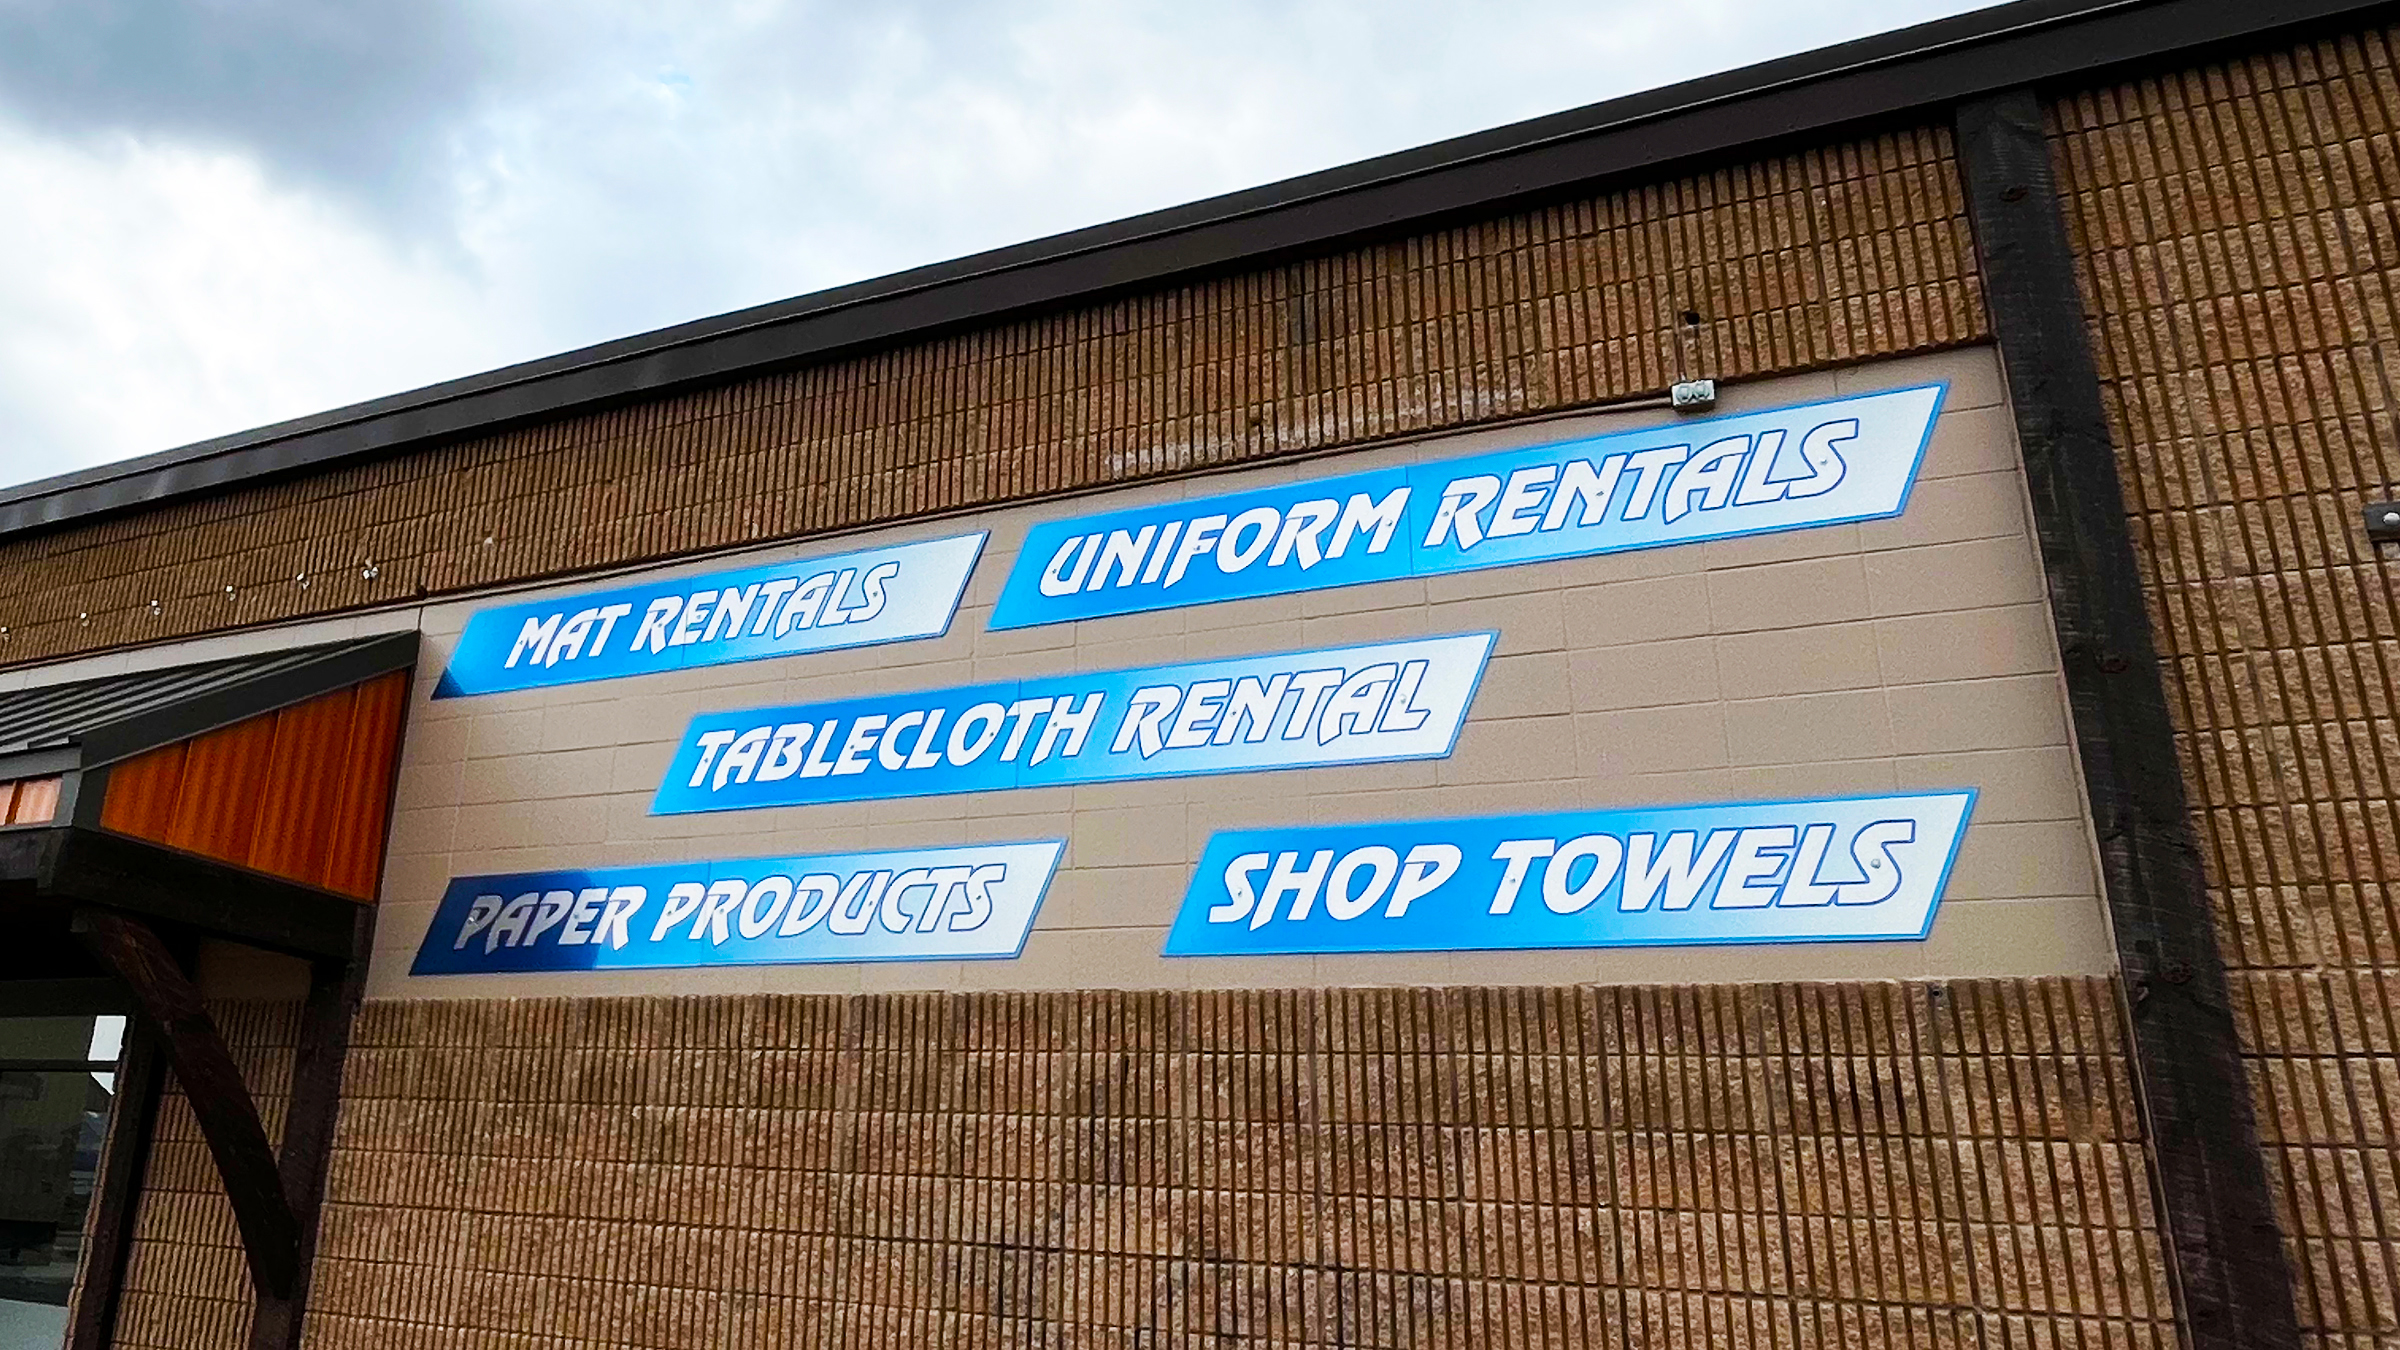 MAT RENTALS
UNIFORM RENTALS
TABLECLOTH RENTAL
PAPER PRODUCTS
SHOP TOWELS